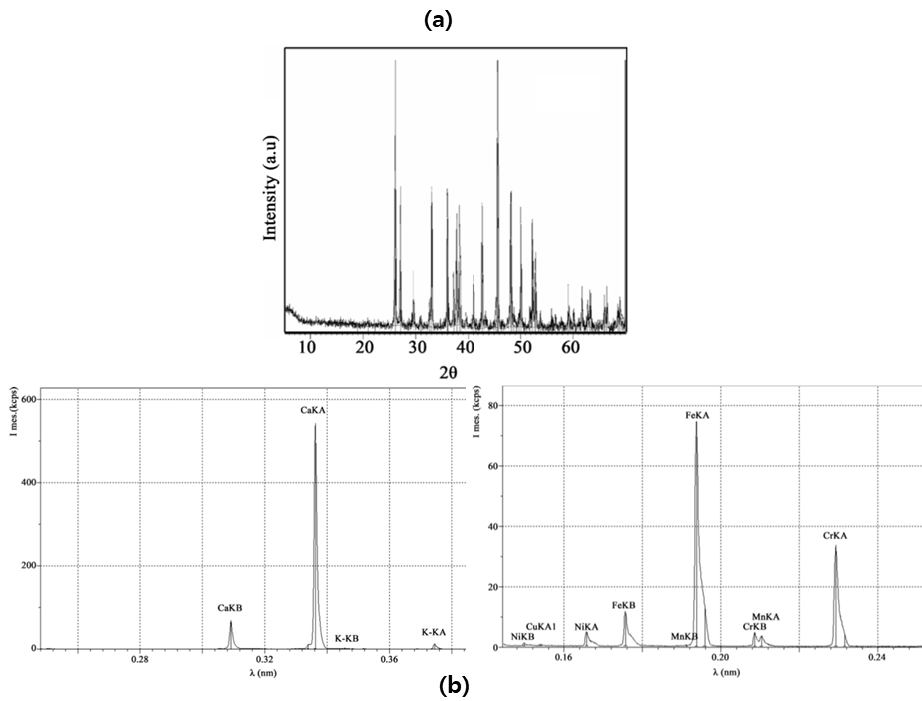 (a)
Intensity (a.u)
10 20 30 40 50 60
2θ
I mes.(kcps)
600
400
200
0
CaKA
CaKB
K-KB
K-KA
0.28 0.32 0.36
λ (nm)
I mes. (kcps)
80
60
40
20
0
FeKA
CrKA
FeKB
MnKA
CuKA1
NiKA
CrKB
NiKB
MnKB
0.16 0.20 0.24
λ (nm)
(b)